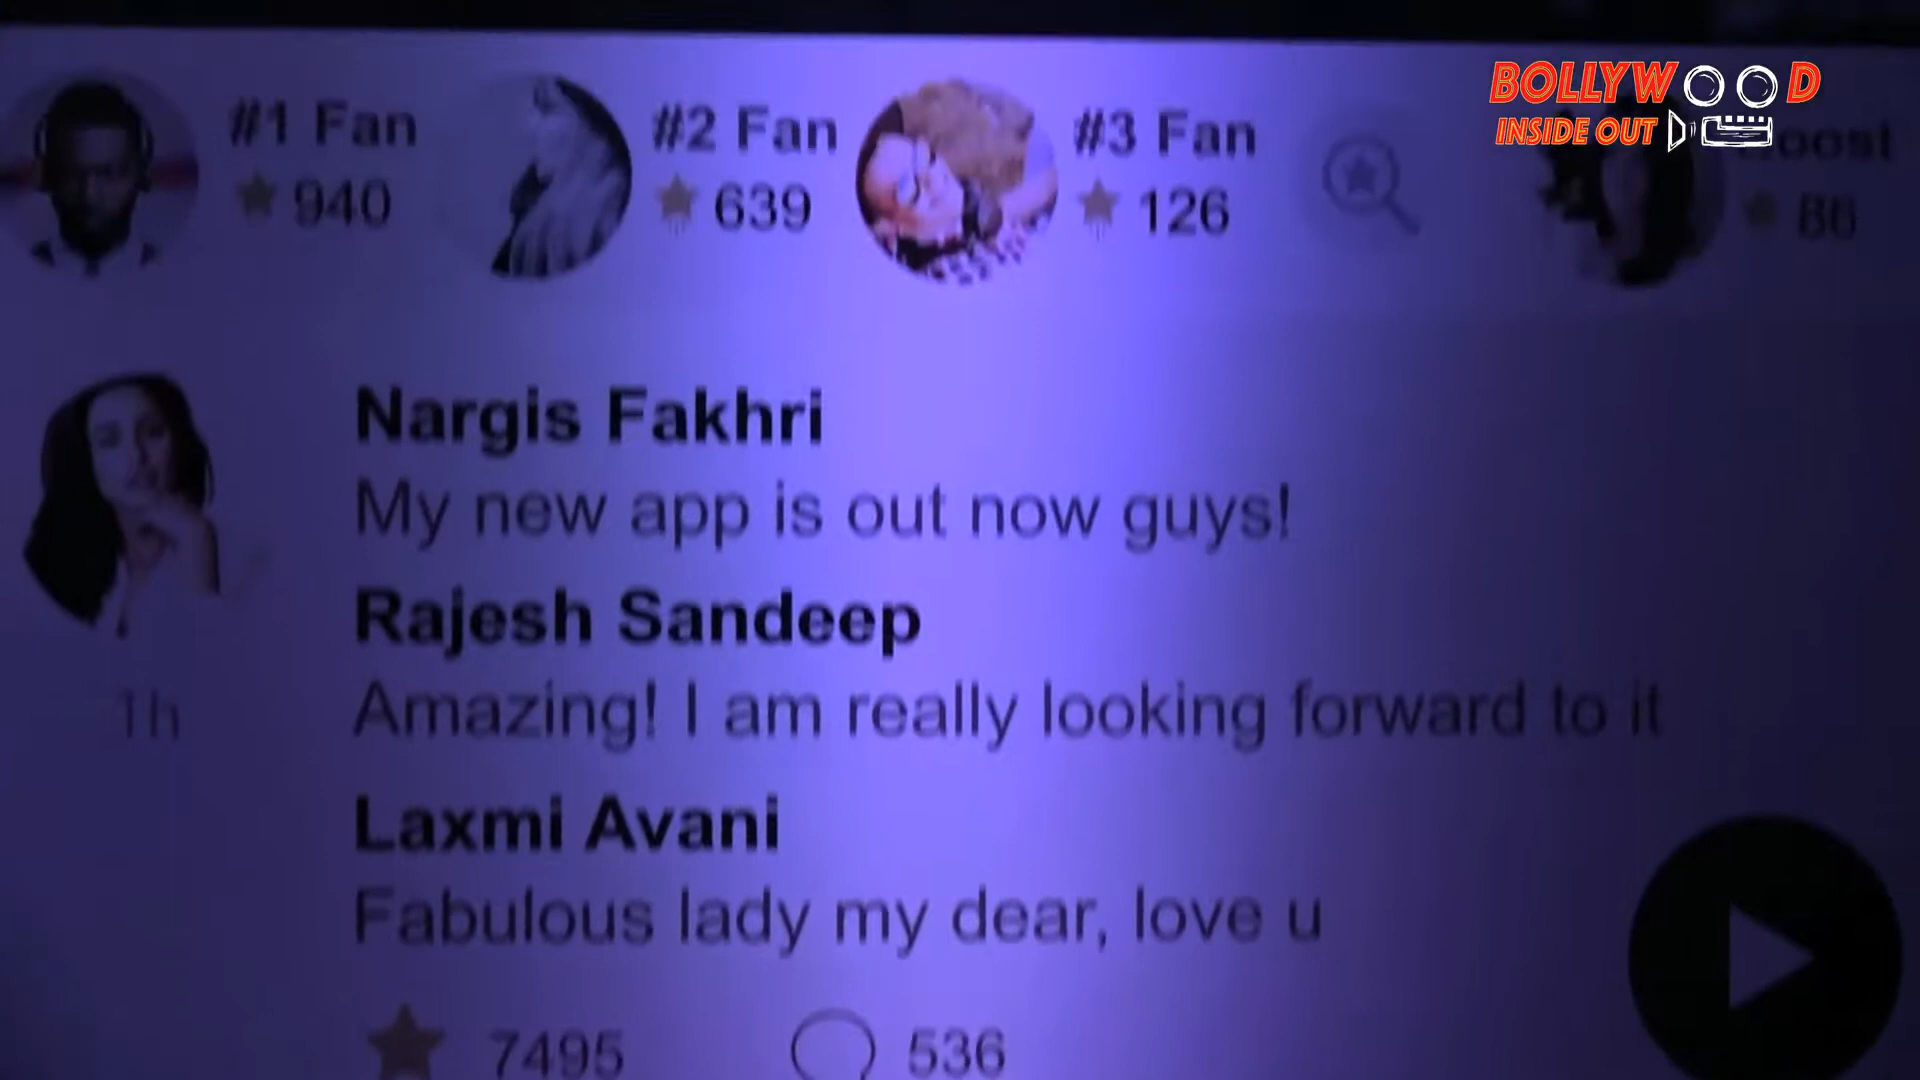 BOLLYWOOD
INSIDE OUT
#1 Fan
940
#2 Fan
639
#3 Fan
126
86
Nargis Fakhri
My new app is out now guys!
Rajesh Sandeep
1h
Amazing! I am really looking forward to it
Laxmi Avani
Fabulous lady my dear, love u
7495
536